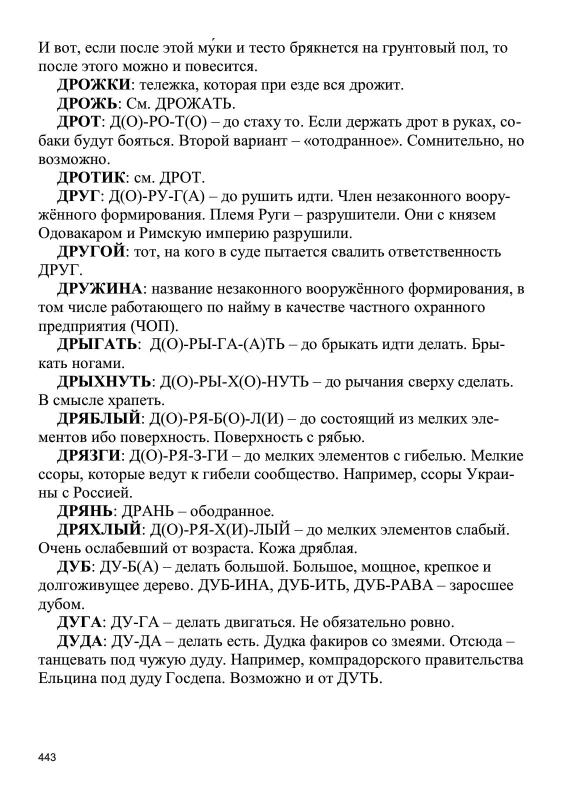 И вот, если после этой му́ки и тесто брякнется на грунтовый пол, то
после этого можно и повесится.
ДРОЖКИ: тележка, которая при езде вся дрожит.
ДРОЖЬ: См. ДРОЖАТЬ.
ДРОТ: Д(О)-РО-Т(О) – до стаху то. Если держать дрот в руках, со-
баки будут бояться. Второй вариант – «отодранное». Сомнительно, но
возможно.
ДРОТИК: см. ДРОТ.
ДРУГ: Д(О)-РУ-Г(А) – до рушить идти. Член незаконного воору-
жённого формирования. Племя Руги – разрушители. Они с князем
Одовакаром и Римскую империю разрушили.
ДРУГОЙ: тот, на кого в суде пытается свалить ответственность
ДРУГ.
ДРУЖИНА: название незаконного вооружённого формирования, в
том числе работающего по найму в качестве частного охранного
предприятия (ЧОП).
ДРЫГАТЬ:  Д(О)-РЫ-ГА-(А)ТЬ – до брыкать идти делать. Бры-
кать ногами.
ДРЫХНУТЬ: Д(О)-РЫ-Х(О)-НУТЬ – до рычания сверху сделать.
В смысле храпеть.
ДРЯБЛЫЙ: Д(О)-РЯ-Б(О)-Л(И) – до состоящий из мелких эле-
ментов ибо поверхность. Поверхность с рябью.
ДРЯЗГИ: Д(О)-РЯ-З-ГИ – до мелких элементов с гибелью. Мелкие
ссоры, которые ведут к гибели сообщество. Например, ссоры Украи-
ны с Россией.
ДРЯНЬ: ДРАНЬ – ободранное.
ДРЯХЛЫЙ: Д(О)-РЯ-Х(И)-ЛЫЙ – до мелких элементов слабый.
Очень ослабевший от возраста. Кожа дряблая.
ДУБ: ДУ-Б(А) – делать большой. Большое, мощное, крепкое и
долгоживущее дерево. ДУБ-ИНА, ДУБ-ИТЬ, ДУБ-РАВА – заросшее
дубом.
ДУГА: ДУ-ГА – делать двигаться. Не обязательно ровно.
ДУДА: ДУ-ДА – делать есть. Дудка факиров со змеями. Отсюда –
танцевать под чужую дуду. Например, компрадорского правительства
Ельцина под дуду Госдепа. Возможно и от ДУТЬ.
443